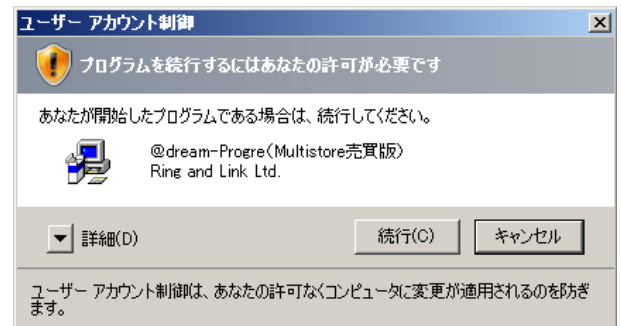 ユーザー アカウント制御
プログラムを続行するにはあなたの許可が必要です
あなたが開始したプログラムである場合は、続行してください。
@dream-Progre(Multistore売買版)
Ring and Link Ltd.
詳細(D)
続行(C)
キャンセル
ユーザー アカウント制御は、あなたの許可なくコンピュータに変更が適用されるのを防ぎ
ます。